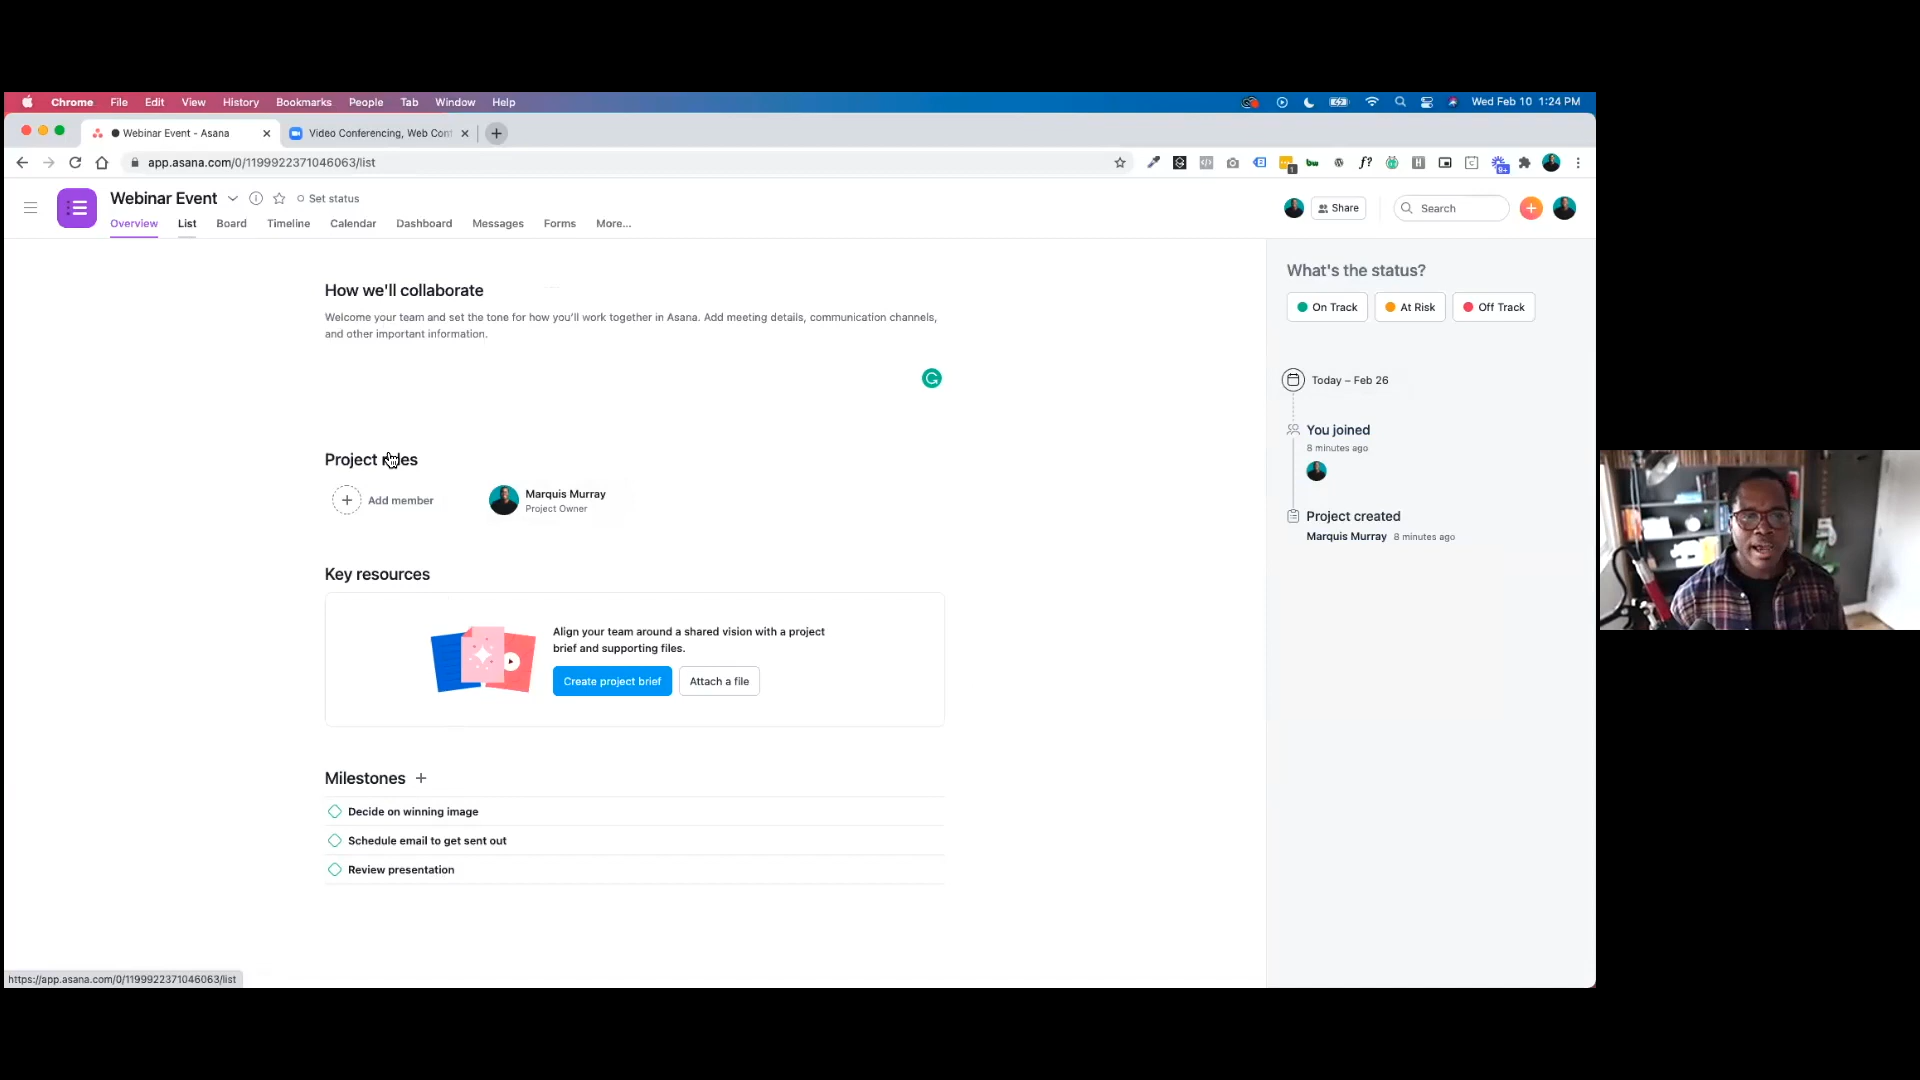 Chrome File Edit View History Bookmarks People Tab Window Help
Wed Feb 10 1:24 PM
Webinar Event - Asana
Video Conferencing, Web Con
app.asana.com/0/1199922371046063/list
Webinar Event
Set status
Overview List Board Timeline Calendar Dashboard Messages Forms More...
Share
Search
How we'll collaborate
Welcome your team and set the tone for how you'll work together in Asana. Add meeting details, communication channels,
and other important information.
Project roles
Add member
Marquis Murray
Project Owner
Key resources
Align your team around a shared vision with a project
brief and supporting files.
Create project brief
Attach a file
Milestones +
Decide on winning image
Schedule email to get sent out
Review presentation
What's the status?
On Track
At Risk
Off Track
Today – Feb 26
You joined
8 minutes ago
Project created
Marquis Murray 8 minutes ago
https://app.asana.com/0/1199922371046063/list